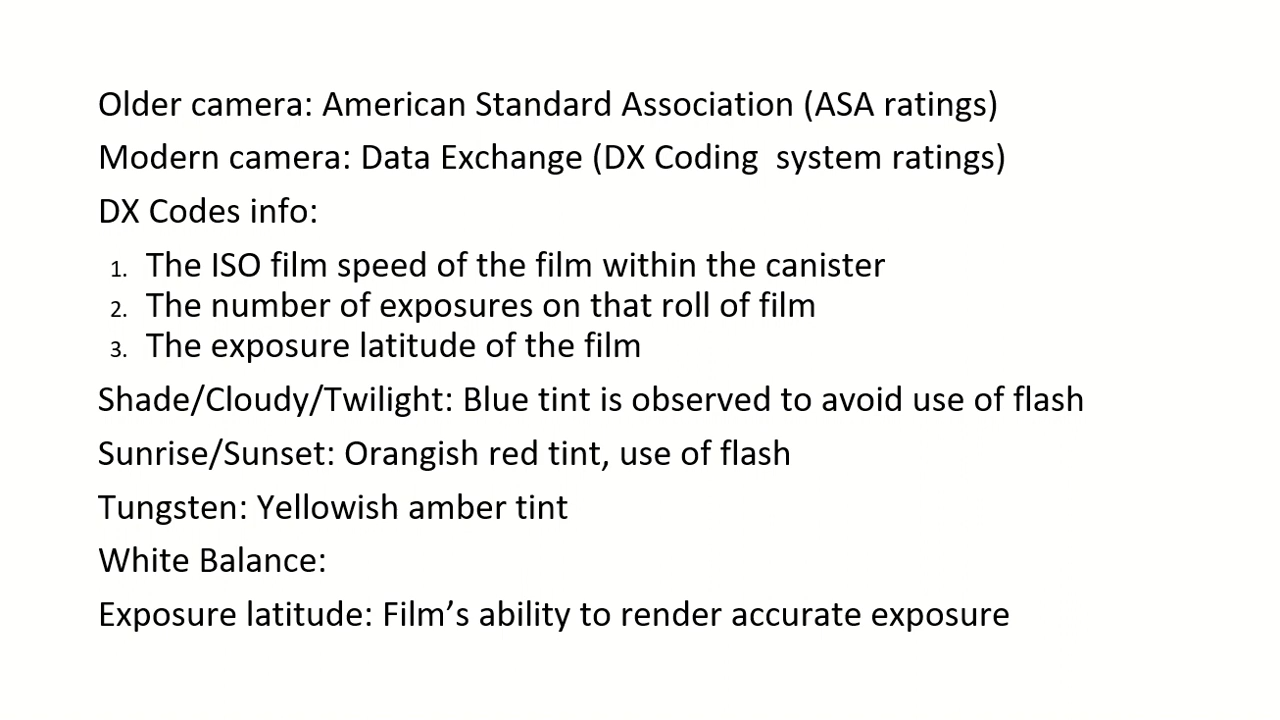 Older camera: American Standard Association (ASA ratings)
Modern camera: Data Exchange (DX Coding  system ratings)
DX Codes info:
1. The ISO film speed of the film within the canister
2. The number of exposures on that roll of film
3. The exposure latitude of the film
Shade/Cloudy/Twilight: Blue tint is observed to avoid use of flash
Sunrise/Sunset: Orangish red tint, use of flash
Tungsten: Yellowish amber tint
White Balance:
Exposure latitude: Film’s ability to render accurate exposure